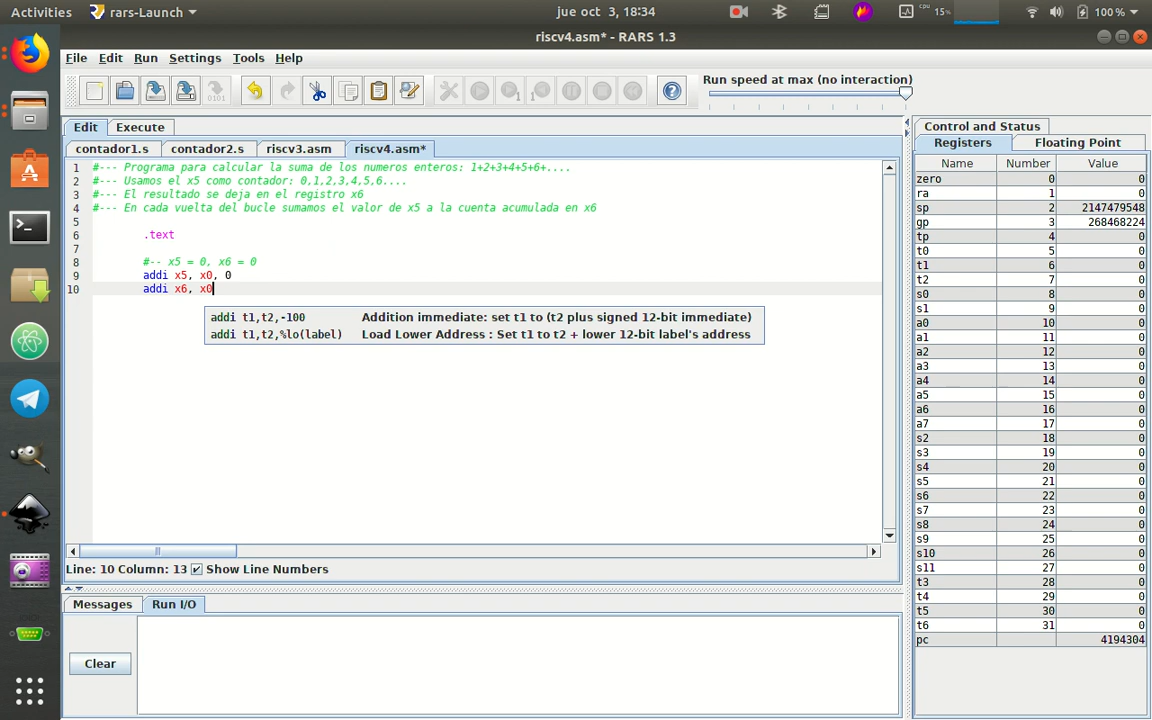 Activities rars-Launch jue oct 3, 18:34 cpu 15% 100%
riscv4.asm* - RARS 1.3
File Edit Run Settings Tools Help
Run speed at max (no interaction)
Edit Execute
contador1.s contador2.s riscv3.asm riscv4.asm*
1 #--- Programa para calcular la suma de los numeros enteros: 1+2+3+4+5+6+....
2 #--- Usamos el x5 como contador: 0,1,2,3,4,5,6....
3 #--- El resultado se deja en el registro x6
4 #--- En cada vuelta del bucle sumamos el valor de x5 a la cuenta acumulada en x6
5
6 .text
7
8 #-- x5 = 0, x6 = 0
9 addi x5, x0, 0
10 addi x6, x0
addi t1,t2,-100 Addition immediate: set t1 to (t2 plus signed 12-bit immediate)
addi t1,t2,%lo(label) Load Lower Address : Set t1 to t2 + lower 12-bit label's address
Line: 10 Column: 13 Show Line Numbers
Messages Run I/O
Clear
Control and Status
Registers Floating Point
Name Number Value
zero 0 0
ra 1 0
sp 2 2147479548
gp 3 268468224
tp 4 0
t0 5 0
t1 6 0
t2 7 0
s0 8 0
s1 9 0
a0 10 0
a1 11 0
a2 12 0
a3 13 0
a4 14 0
a5 15 0
a6 16 0
a7 17 0
s2 18 0
s3 19 0
s4 20 0
s5 21 0
s6 22 0
s7 23 0
s8 24 0
s9 25 0
s10 26 0
s11 27 0
t3 28 0
t4 29 0
t5 30 0
t6 31 0
pc 4194304